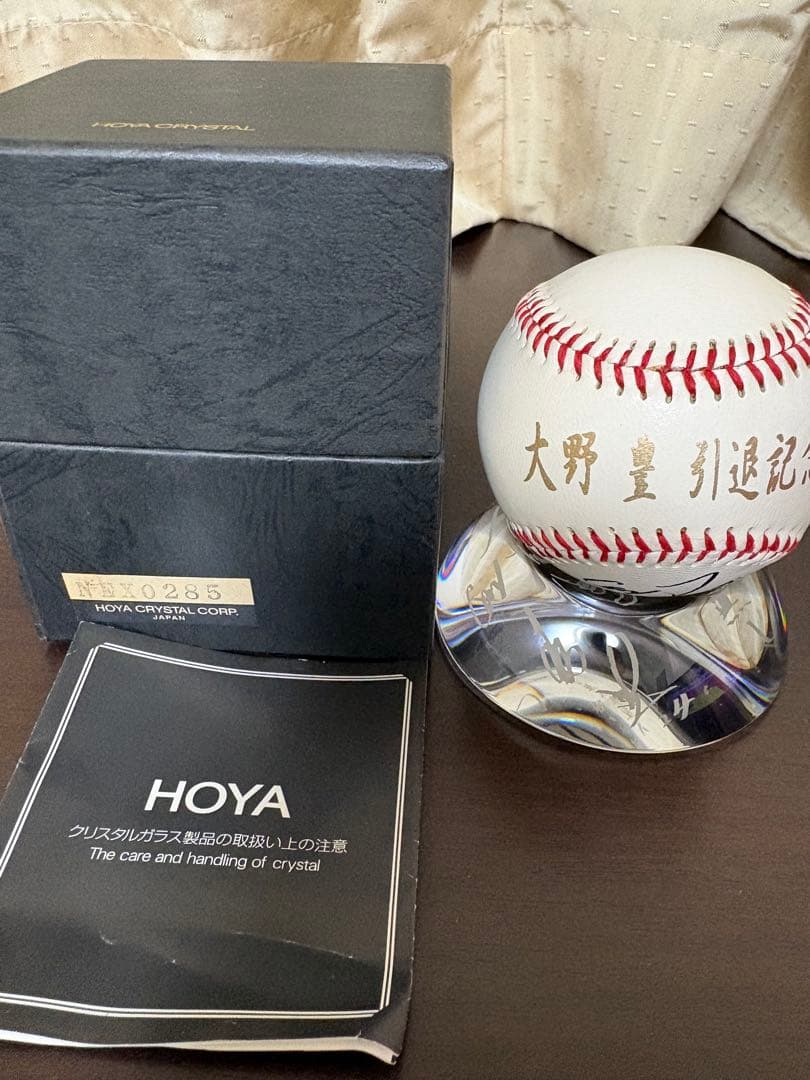 HOYA CRYSTAL
NEX0285
HOYA CRYSTAL CORP.
JAPAN
HOYA
クリスタルガラス製品の取扱い上の注意
The care and handling of crystal
大野 豊 引退記念